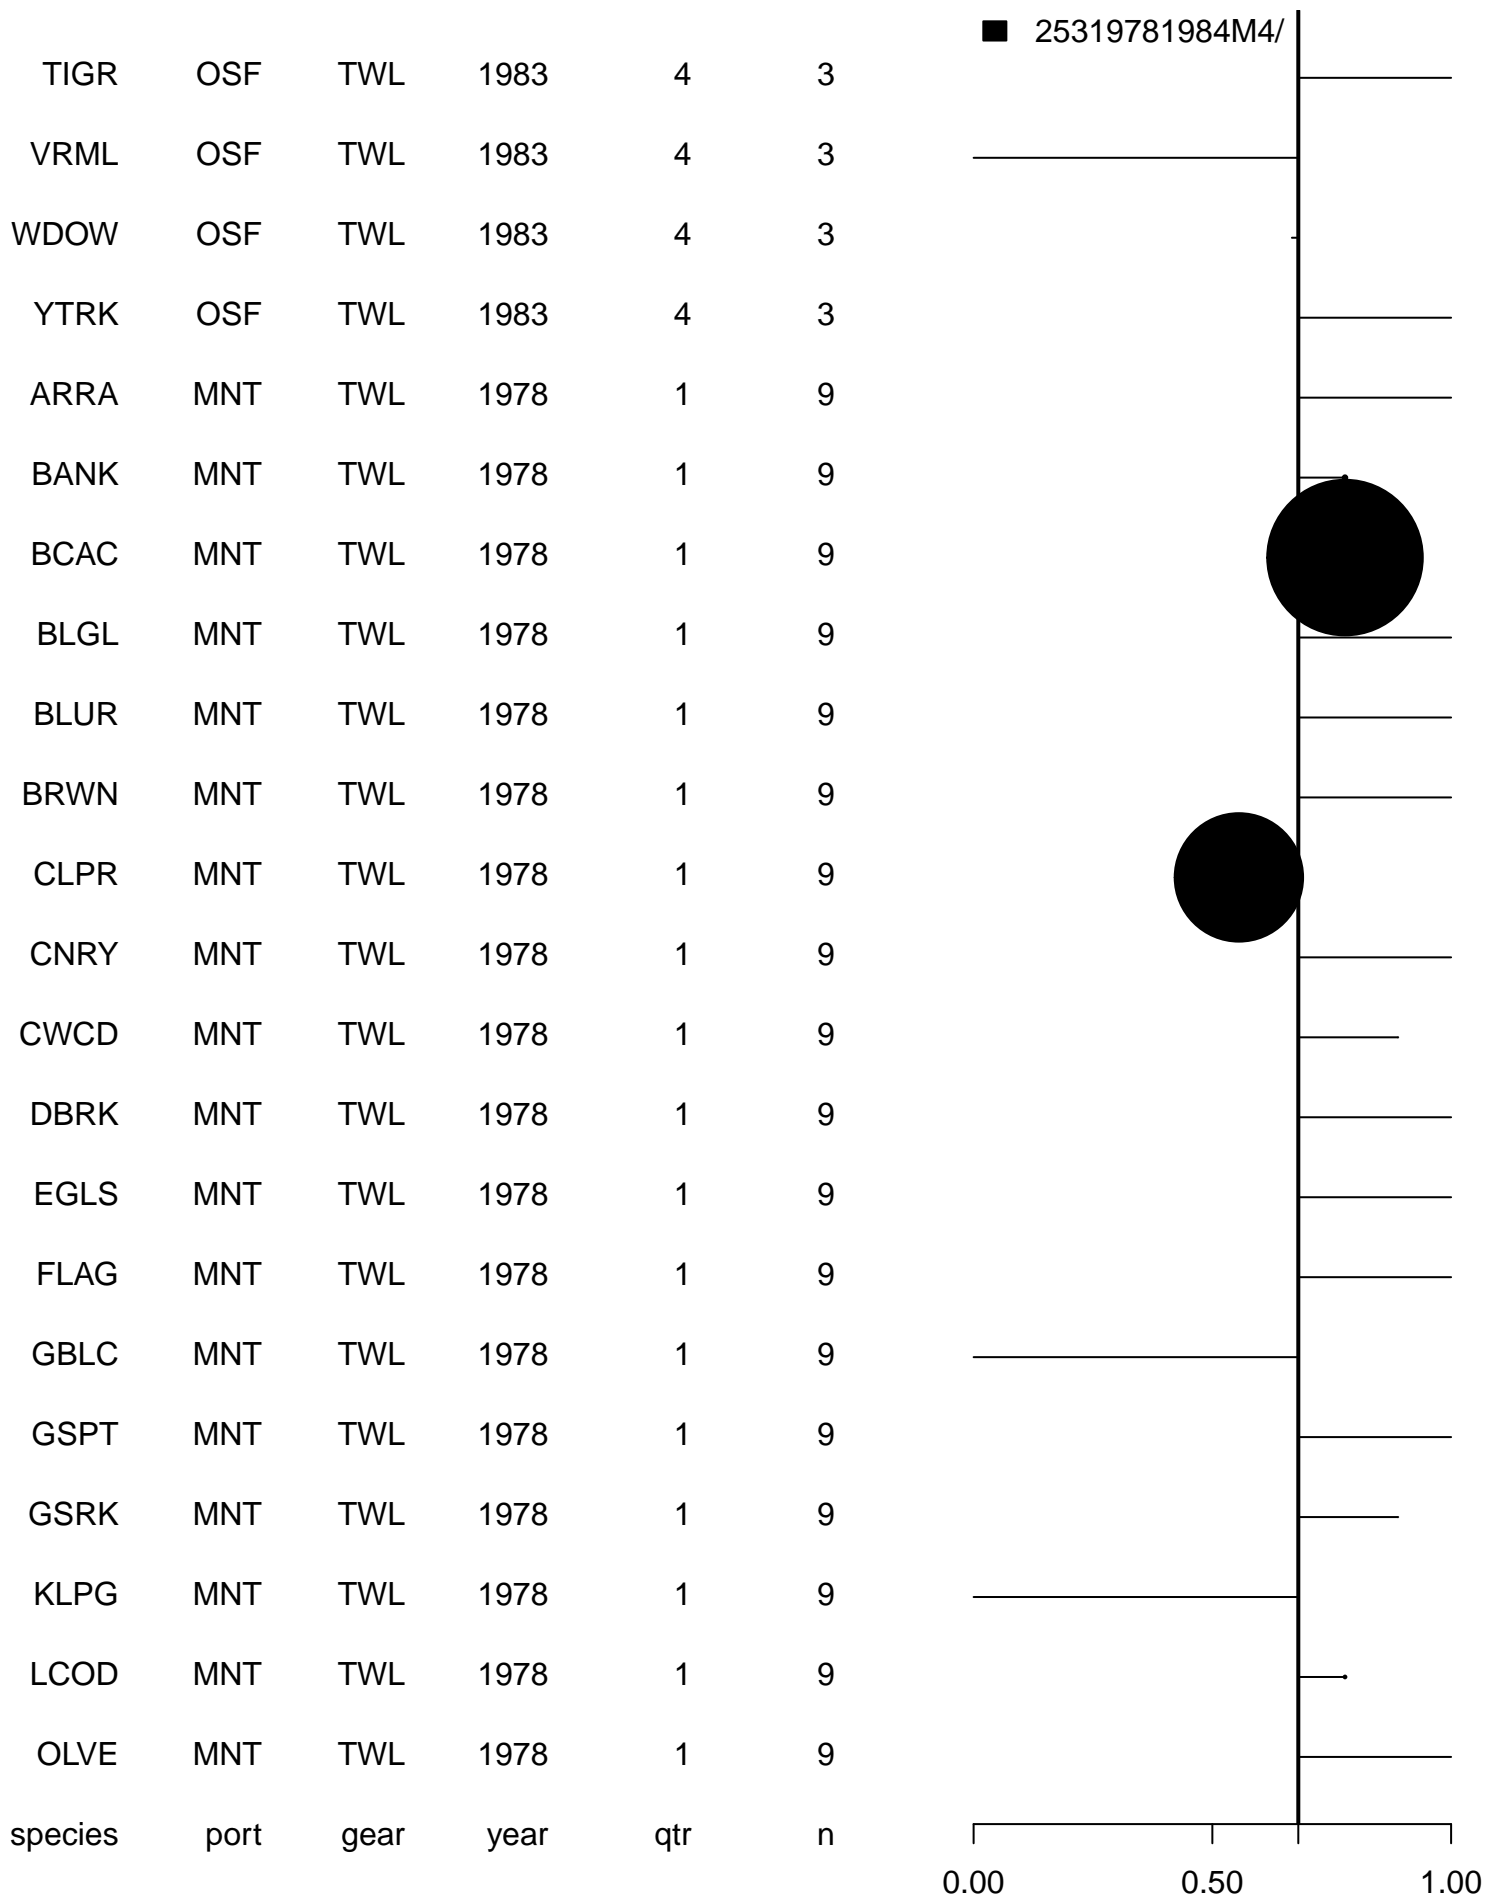 25319781984M4/
TIGR OSF TWL 1983 4 3
VRML OSF TWL 1983 4 3
WDOW OSF TWL 1983 4 3
YTRK OSF TWL 1983 4 3
ARRA MNT TWL 1978 1 9
BANK MNT TWL 1978 1 9
BCAC MNT TWL 1978 1 9
BLGL MNT TWL 1978 1 9
BLUR MNT TWL 1978 1 9
BRWN MNT TWL 1978 1 9
CLPR MNT TWL 1978 1 9
CNRY MNT TWL 1978 1 9
CWCD MNT TWL 1978 1 9
DBRK MNT TWL 1978 1 9
EGLS MNT TWL 1978 1 9
FLAG MNT TWL 1978 1 9
GBLC MNT TWL 1978 1 9
GSPT MNT TWL 1978 1 9
GSRK MNT TWL 1978 1 9
KLPG MNT TWL 1978 1 9
LCOD MNT TWL 1978 1 9
OLVE MNT TWL 1978 1 9
species port gear year qtr n
0.00 0.50 1.00